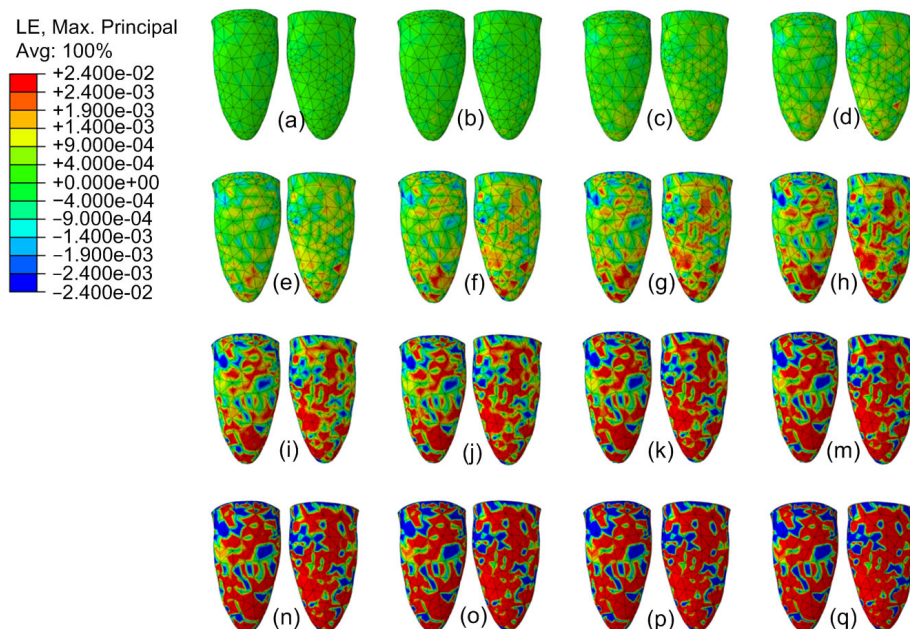 LE, Max. Principal
Avg: 100%
+2.400e-02
+2.400e-03
+1.900e-03
+1.400e-03
+9.000e-04
+4.000e-04
+0.000e+00
−4.000e-04
−9.000e-04
−1.400e-03
−1.900e-03
−2.400e-03
−2.400e-02
(a)
(b)
(c)
(d)
(e)
(f)
(g)
(h)
(i)
(j)
(k)
(m)
(n)
(o)
(p)
(q)